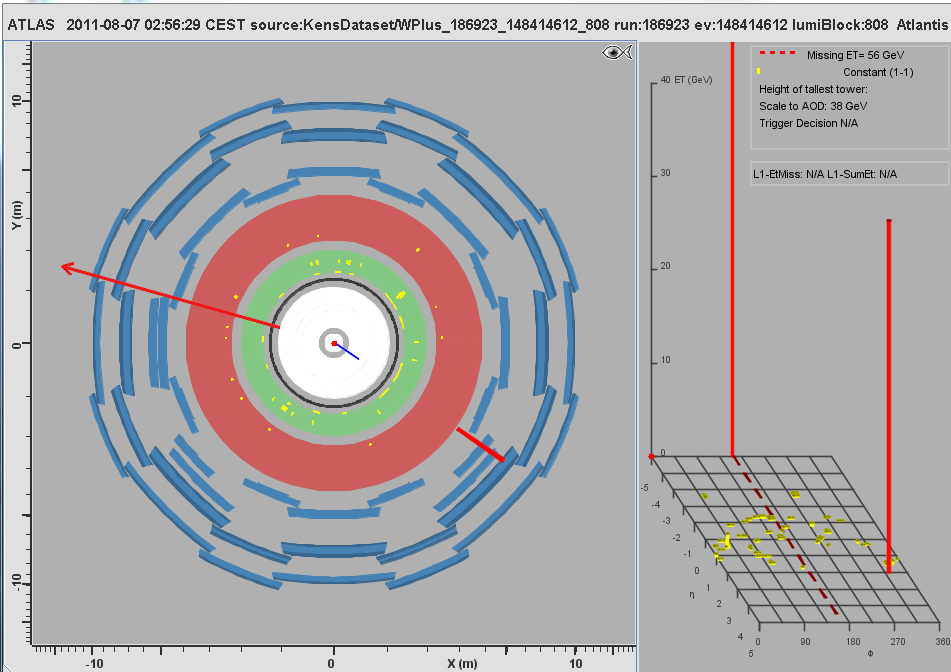 ATLAS 2011-08-07 02:56:29 CEST source:KensDataset/WPlus_186923_148414612_808 run:186923 ev:148414612 lumiBlock:808 Atlantis
10
Y (m)
0
-10
-10
0
X (m)
10
40 ET (GeV)
30
20
10
0
Missing ET= 56 GeV
Constant (1-1)
Height of tallest tower:
Scale to AOD: 38 GeV
Trigger Decision N/A
L1-EtMiss: N/A L1-SumEt: N/A
-5
-4
-3
-2
-1
0
η
1
2
3
4
5
0
90
180
270
360
Φ